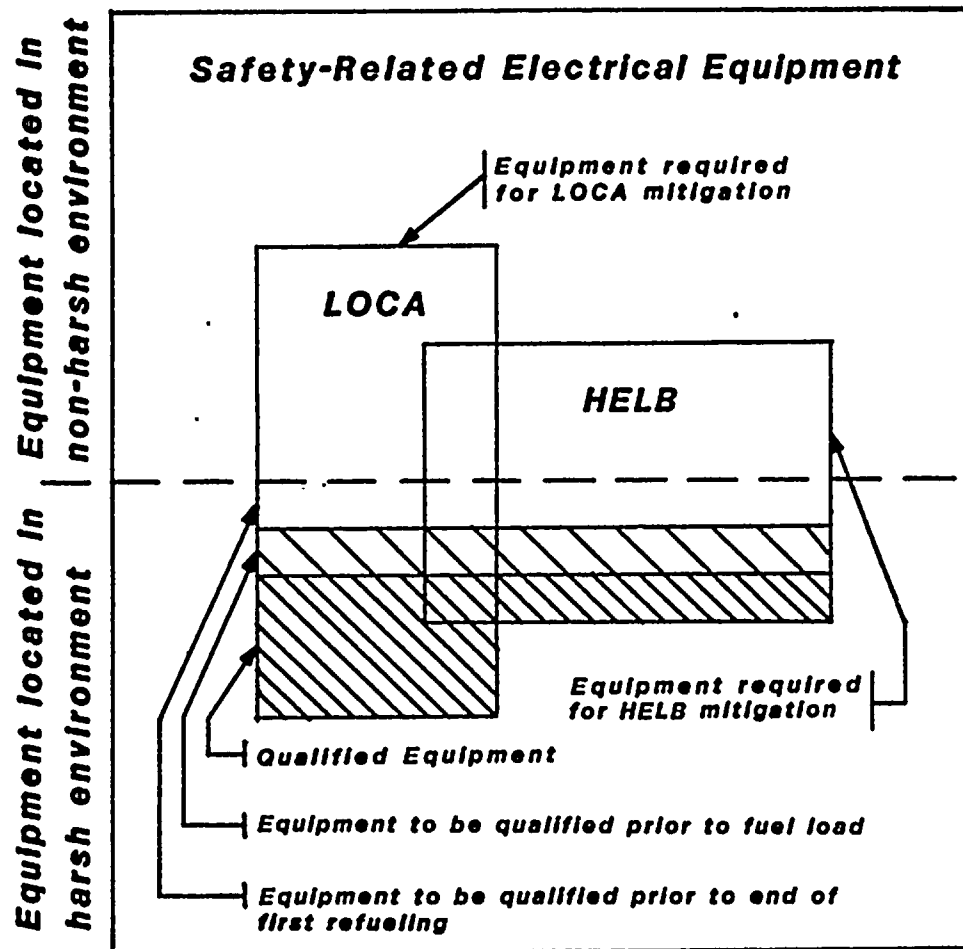 Safety-Related Electrical Equipment
Equipment located in
non-harsh environment
Equipment required
for LOCA mitigation
LOCA
HELB
Equipment located in
harsh environment
Equipment required
for HELB mitigation
Qualified Equipment
Equipment to be qualified prior to fuel load
Equipment to be qualified prior to end of
first refueling